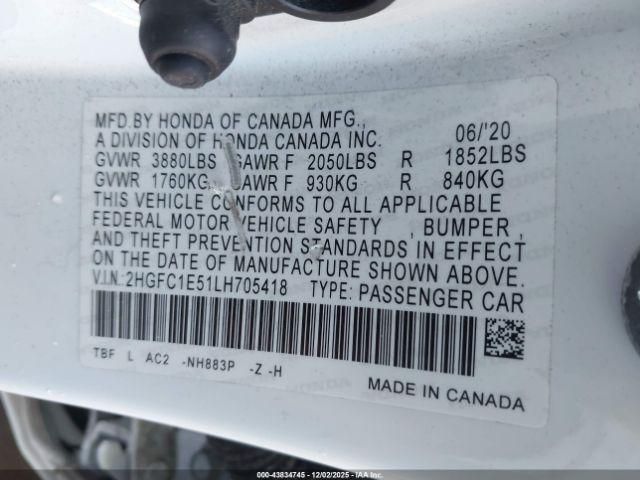 MFD.BY HONDA OF CANADA MFG.,
A DIVISION OF HONDA CANADA INC. 06/'20
GVWR 3880LBS GAWR F 2050LBS R 1852LBS
GVWR 1760KG GAWR F 930KG R 840KG
THIS VEHICLE CONFORMS TO ALL APPLICABLE
FEDERAL MOTOR VEHICLE SAFETY , BUMPER ,
AND THEFT PREVENTION STANDARDS IN EFFECT
ON THE DATE OF MANUFACTURE SHOWN ABOVE.
V.I.N.:2HGFC1E51LH705418 TYPE: PASSENGER CAR
TBF L AC2 -NH883P -Z -H
MADE IN CANADA
000-43834745 - 12/02/2025 - IAA Inc.